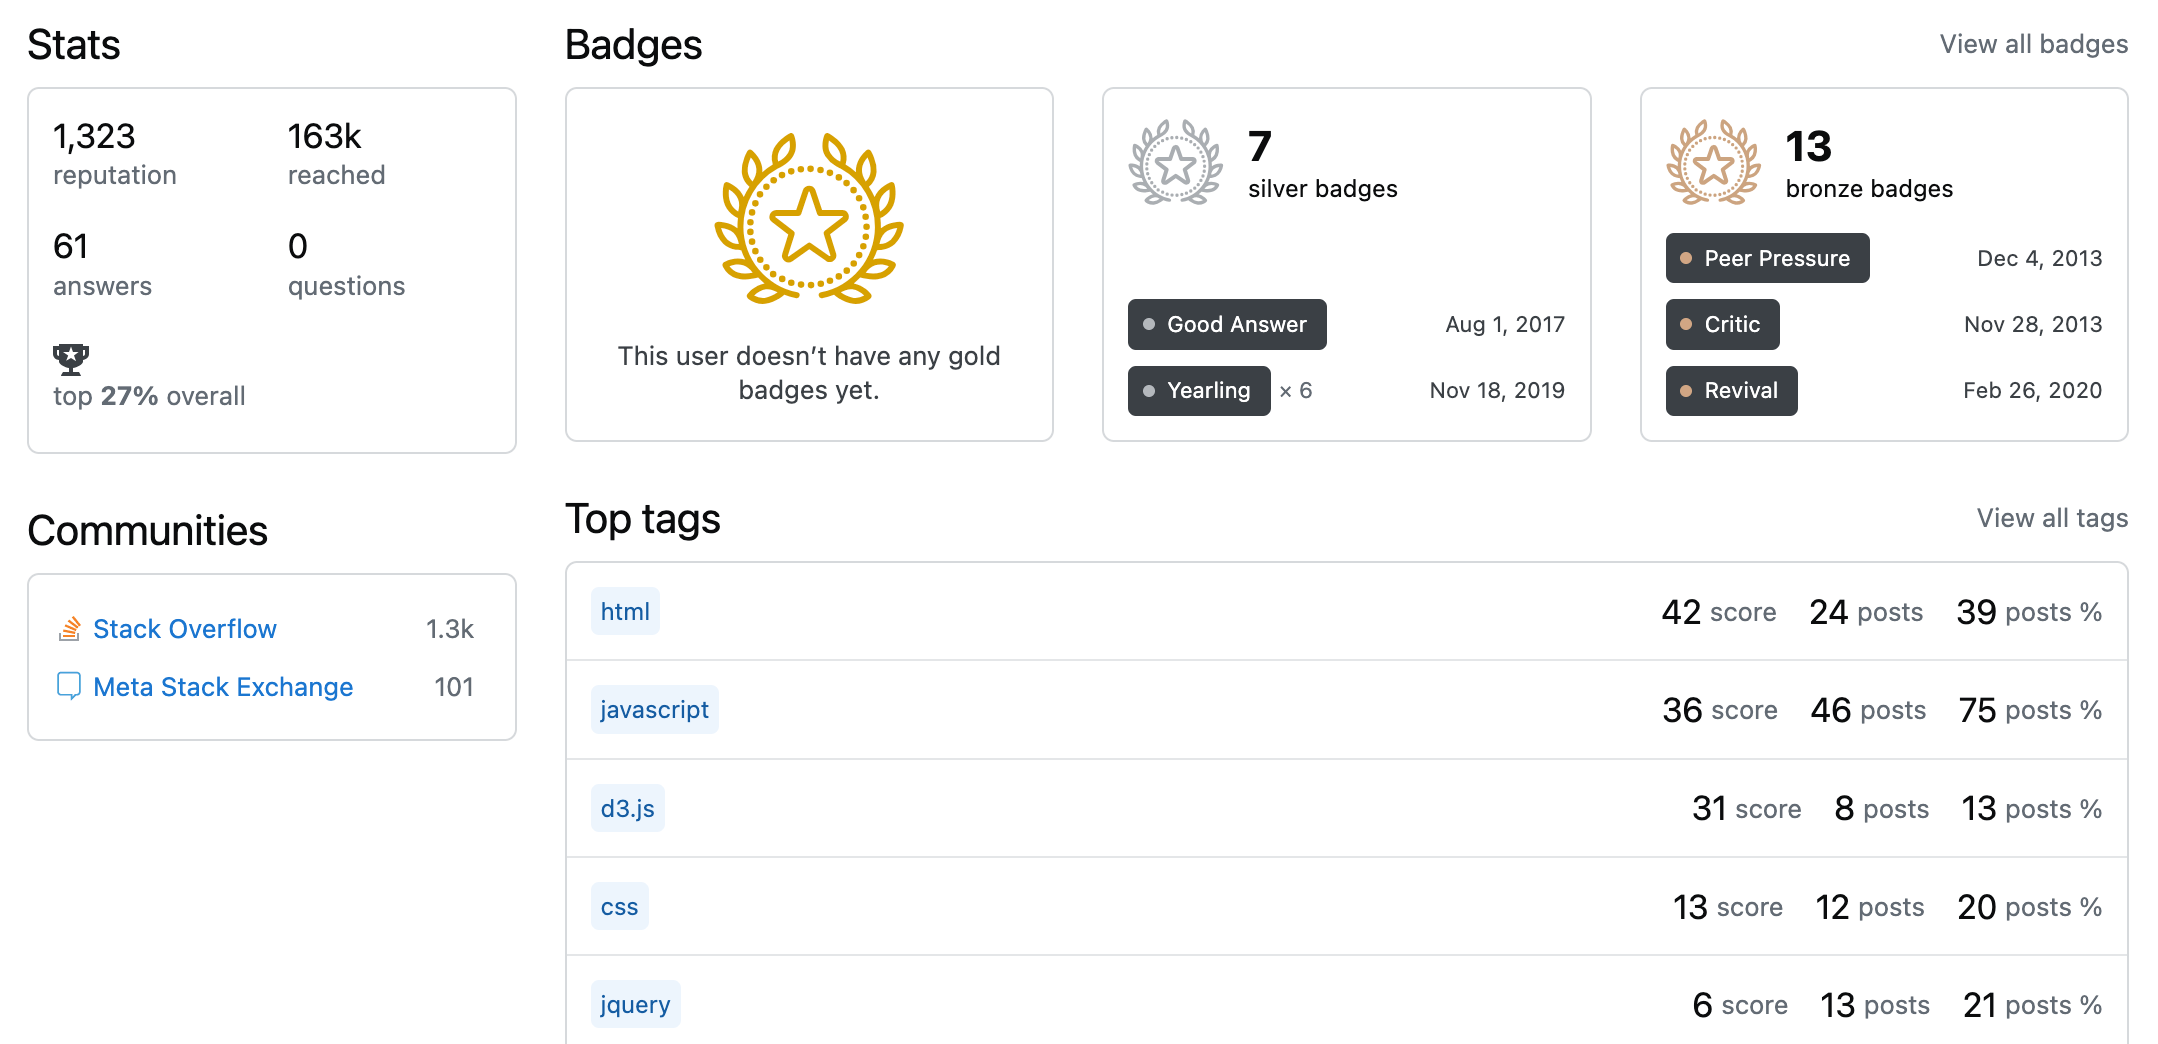 Stats
1,323
reputation
163k
reached
61
answers
0
questions
top 27% overall
Badges
View all badges
This user doesn’t have any gold
badges yet.
7
silver badges
Good Answer Aug 1, 2017
Yearling × 6 Nov 18, 2019
13
bronze badges
Peer Pressure Dec 4, 2013
Critic Nov 28, 2013
Revival Feb 26, 2020
Communities
Stack Overflow 1.3k
Meta Stack Exchange 101
Top tags
View all tags
html 42 score 24 posts 39 posts %
javascript 36 score 46 posts 75 posts %
d3.js 31 score 8 posts 13 posts %
css 13 score 12 posts 20 posts %
jquery 6 score 13 posts 21 posts %